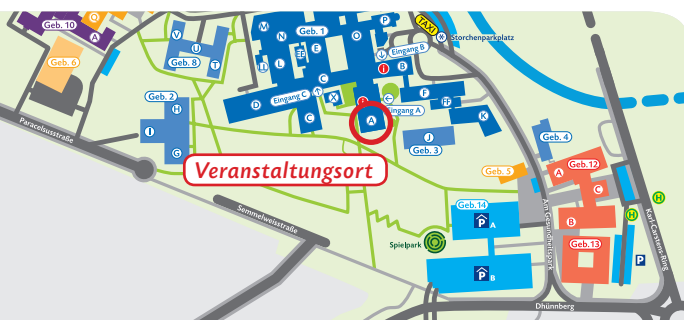 Geb. 10
A
Geb. 6
V
U
T
Geb. 8
M
N
Geb. 1
E
L
O
P
C
D
Eingang C
X
C
TAXI
Storchenparkplatz
Eingang B
i
B
F
FF
K
i
Eingang A
A
J
Geb. 3
Geb. 2
H
I
G
Veranstaltungsort
Paracelsusstraße
Semmelweisstraße
Geb. 4
Geb. 5
Geb. 12
A
C
B
Geb. 13
Geb. 14
P A
P B
Spielpark
Am Gesundheitspark
Karl-Carstens-Ring
H
H
P
Dhünnberg